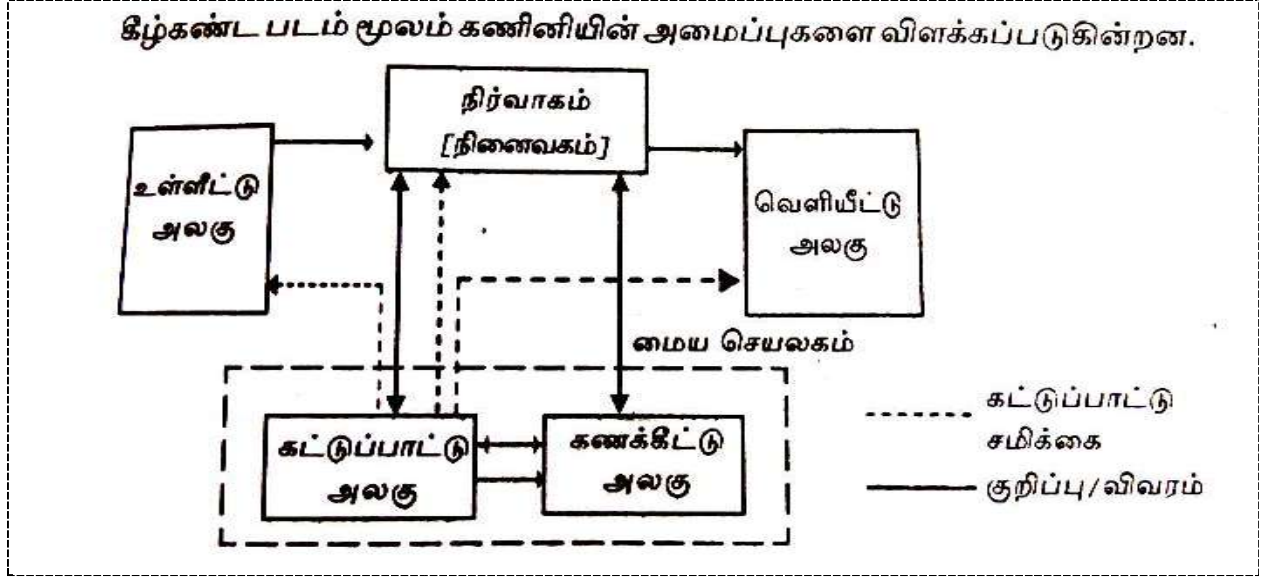 கீழ்கண்ட படம் மூலம் கணினியின் அமைப்புகளை விளக்கப்படுகின்றன.
நிர்வாகம்
[நினைவகம்]
உள்ளீட்டு
அலகு
வெளியீட்டு
அலகு
மைய செயலகம்
கட்டுப்பாட்டு
அலகு
கணக்கீட்டு
அலகு
கட்டுப்பாட்டு
சமிக்கை
குறிப்பு/விவரம்